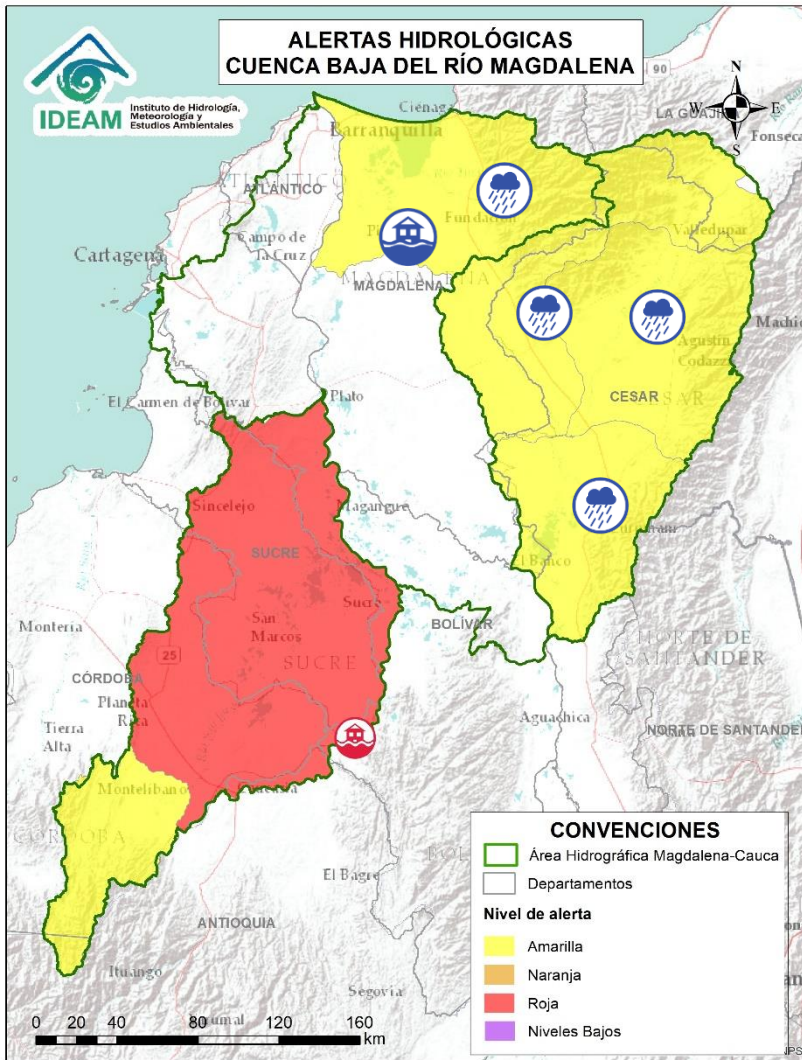 ALERTAS HIDROLÓGICAS
CUENCA BAJA DEL RÍO MAGDALENA
IDEAM
Instituto de Hidrología,
Meteorología y
Estudios Ambientales
N
W
E
S
90
Ciénaga
LA GUAJIRA
Barranquilla
Fonseca
ATLÁNTICO
Fundación
Valledupar
Cartagena
Campo de
la Cruz
MAGDALENA
MAGDALENA
Agustín
Codazzi
CESAR
CESAR
El Carmen de Bolívar
Plato
Sincelejo
Magangué
SUCRE
El Banco
Sucre
San
Marcos
BOLÍVAR
Montería
SUCRE
NORTE DE
SANTANDER
25
CÓRDOBA
Planeta
Rica
Tierra
Alta
Aguachica
NORTE DE SANTANDER
Montelibano
CÓRDOBA
El Bagre
ANTIOQUIA
Ituango
Segovia
CONVENCIONES
Área Hidrográfica Magdalena-Cauca
Departamentos
Nivel de alerta
Amarilla
Naranja
Roja
Niveles Bajos
0 20 40 80 120 160
km